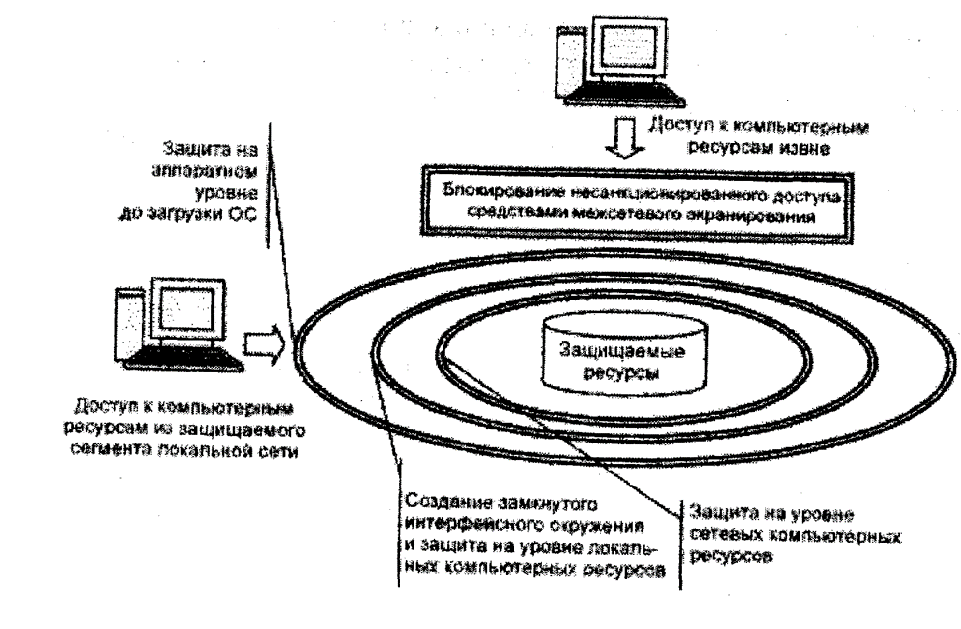 Доступ к компьютерным
ресурсам извне
Защита на
аппаратном
уровне
до загрузки ОС
Блокирование несанкционированного доступа
средствами межсетевого экранирования
Защищаемые
ресурсы
Доступ к компьютерным
ресурсам из защищаемого
сегмента локальной сети
Создание замкнутого
интерфейсного окружения
и защита на уровне локаль-
ных компьютерных ресурсов
Защита на уровне
сетевых компьютерных
ресурсов